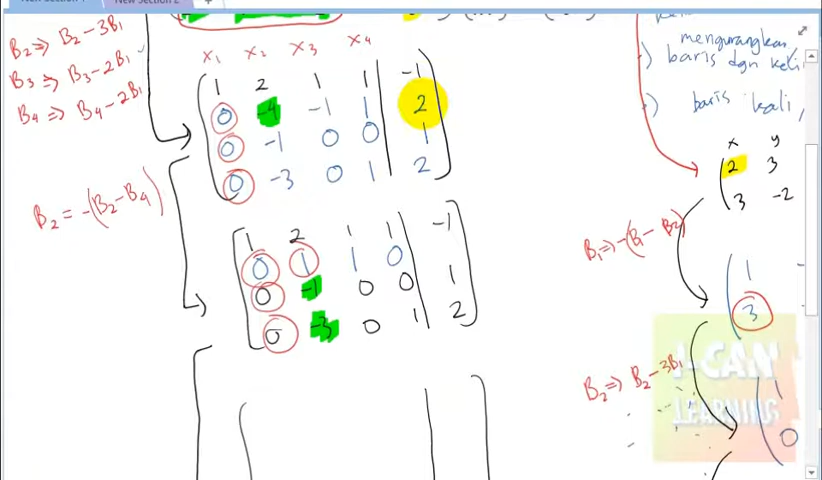 New Section 2
B2 => B2 - 3B1
B3 => B3 - 2B1
B4 => B4 - 2B1
x1 x2 x3 x4
1 2 1 1 -1
0 -4 -1 1 2
0 -1 0 0 1
0 -3 0 1 2
B2 = -(B2 - B4)
1 2 1 1 -1
0 1 1 0
0 -1 0 0 1
0 -3 0 1 2
mengurangkan
) baris dgn
) baris kali,
x y
2 3
3 -2
B1 => -(B1 - B2)
1
3
B2 => B2 - 3B1
1
0
I-CAN
LEARNING